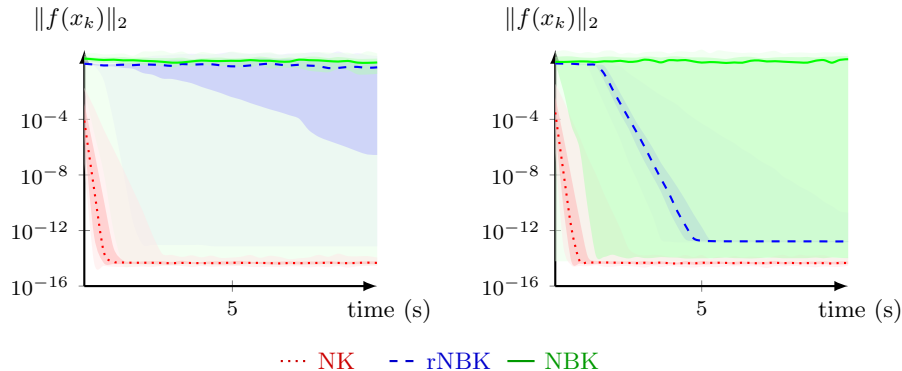 ‖f(x_k)‖₂ ‖f(x_k)‖₂
10⁻⁴ 10⁻⁴
10⁻⁸ 10⁻⁸
10⁻¹² 10⁻¹²
10⁻¹⁶ 10⁻¹⁶
5 time (s) 5 time (s)
NK rNBK NBK